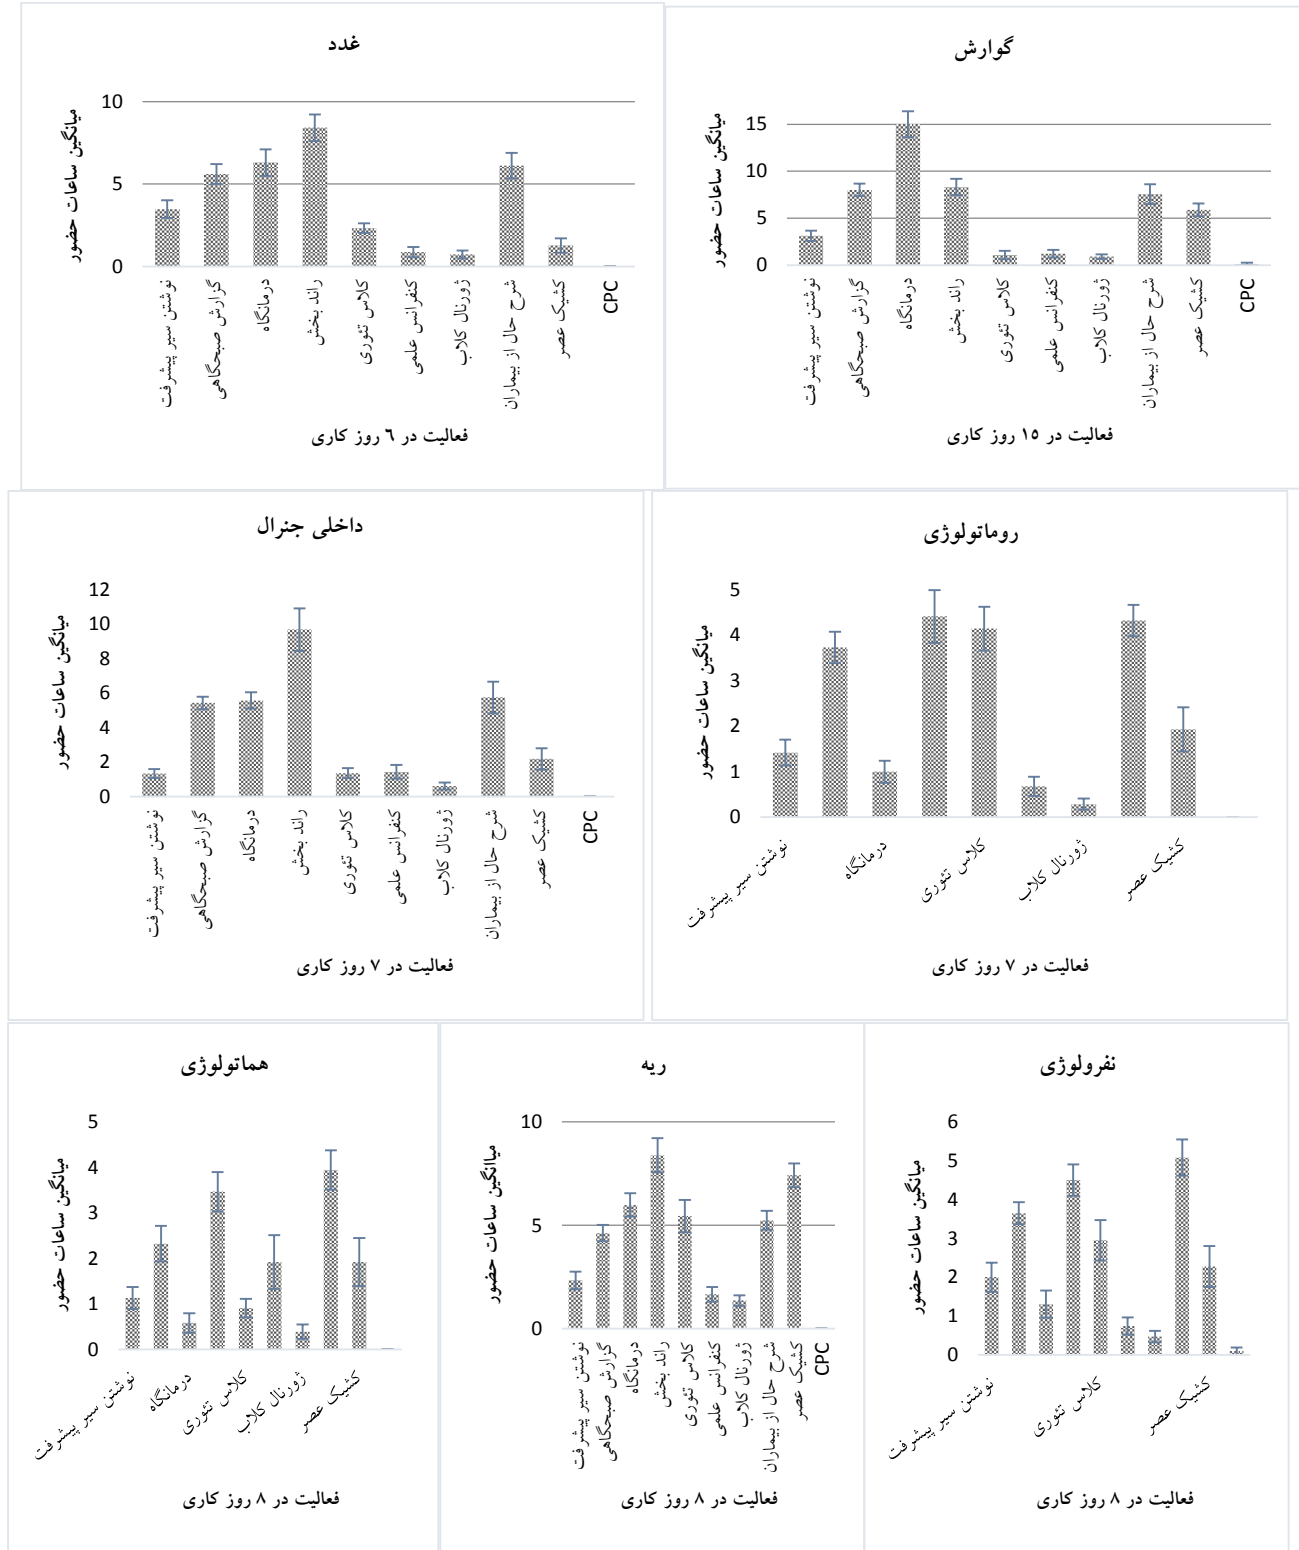 گوارش
میانگین ساعات حضور
15
10
5
0
نوشتن سیر پیشرفت
گزارش صبحگاهی
درمانگاه
راند بخش
کلاس تئوری
کنفرانس علمی
ژورنال کلاب
شرح حال از بیماران
کشیک عصر
CPC
فعالیت در ١٥ روز کاری
غدد
میانگین ساعات حضور
10
5
0
نوشتن سیر پیشرفت
گزارش صبحگاهی
درمانگاه
راند بخش
کلاس تئوری
کنفرانس علمی
ژورنال کلاب
شرح حال از بیماران
کشیک عصر
CPC
فعالیت در ٦ روز کاری
روماتولوژی
میانگین ساعات حضور
5
4
3
2
1
0
نوشتن سیر پیشرفت
درمانگاه
کلاس تئوری
ژورنال کلاب
کشیک عصر
فعالیت در ٧ روز کاری
داخلی جنرال
میانگین ساعات حضور
12
10
8
6
4
2
0
نوشتن سیر پیشرفت
گزارش صبحگاهی
درمانگاه
راند بخش
کلاس تئوری
کنفرانس علمی
ژورنال کلاب
شرح حال از بیماران
کشیک عصر
CPC
فعالیت در ٧ روز کاری
نفرولوژی
میانگین ساعات حضور
6
5
4
3
2
1
0
نوشتن سیر پیشرفت
کلاس تئوری
کشیک عصر
فعالیت در ٨ روز کاری
ریه
میاانگین ساعات حضور
10
5
0
نوشتن سیر پیشرفت
گزارش صبحگاهی
درمانگاه
راند بخش
کلاس تئوری
کنفرانس علمی
ژورنال کلاب
شرح حال از بیماران
کشیک عصر
CPC
فعالیت در ٨ روز کاری
هماتولوژی
میانگین ساعات حضور
5
4
3
2
1
0
نوشتن سیر پیشرفت
درمانگاه
کلاس تئوری
ژورنال کلاب
کشیک عصر
فعالیت در ٨ روز کاری